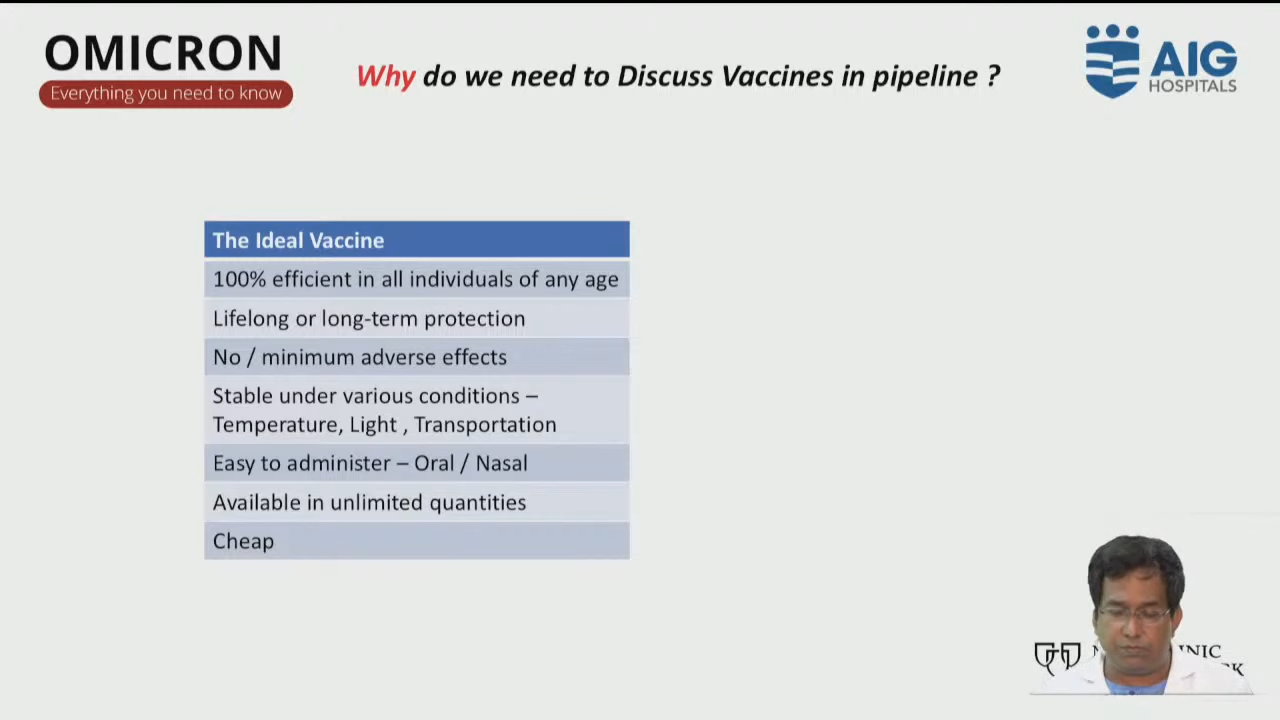 OMICRON
Everything you need to know
Why do we need to Discuss Vaccines in pipeline ?
AIG
HOSPITALS
The Ideal Vaccine
100% efficient in all individuals of any age
Lifelong or long-term protection
No / minimum adverse effects
Stable under various conditions –
Temperature, Light , Transportation
Easy to administer – Oral / Nasal
Available in unlimited quantities
Cheap